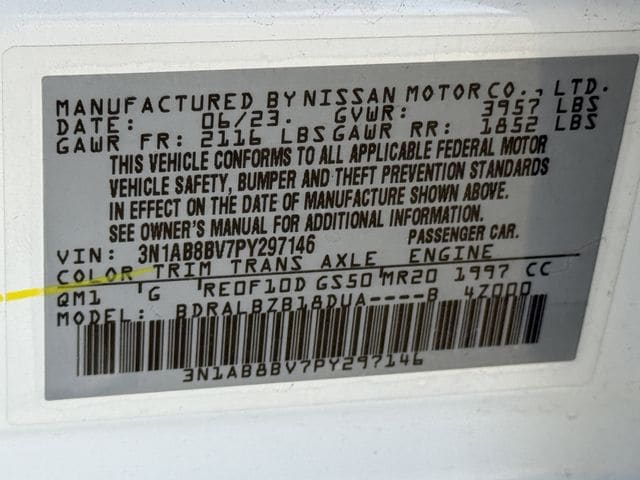 MANUFACTURED BY NISSAN MOTOR CO., LTD.
DATE: 06/23. GVWR: 3957 LBS
GAWR FR: 2116 LBS GAWR RR: 1852 LBS
THIS VEHICLE CONFORMS TO ALL APPLICABLE FEDERAL MOTOR
VEHICLE SAFETY, BUMPER AND THEFT PREVENTION STANDARDS
IN EFFECT ON THE DATE OF MANUFACTURE SHOWN ABOVE.
SEE OWNER'S MANUAL FOR ADDITIONAL INFORMATION.
VIN: 3N1AB8BV7PY297146 PASSENGER CAR.
COLOR TRIM TRANS AXLE ENGINE
QM1 G RE0F10D GS50 MR20 1997 CC
MODEL: BDRALBZB18DUA----B 4Z000
3N1AB8BV7PY297146